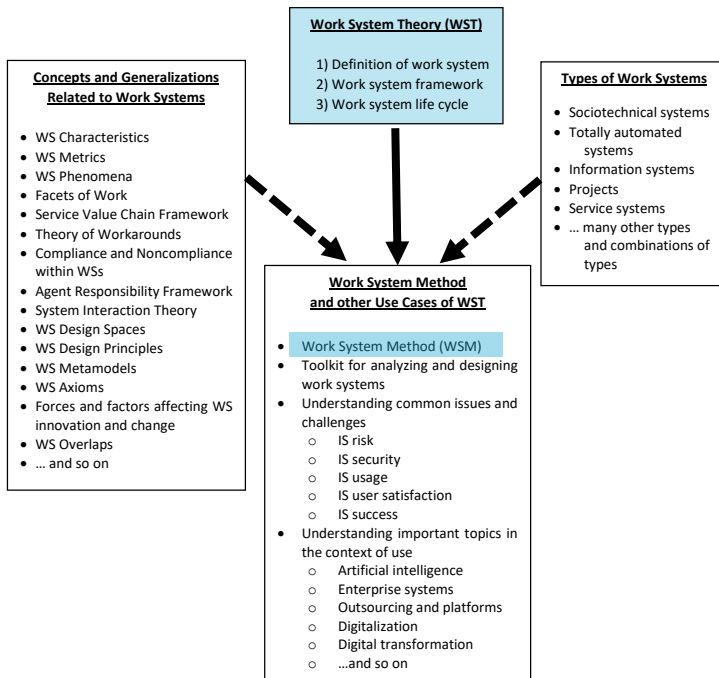 Work System Theory (WST)
1) Definition of work system
2) Work system framework
3) Work system life cycle
Concepts and Generalizations
Related to Work Systems
• WS Characteristics
• WS Metrics
• WS Phenomena
• Facets of Work
• Service Value Chain Framework
• Theory of Workarounds
• Compliance and Noncompliance
within WSs
• Agent Responsibility Framework
• System Interaction Theory
• WS Design Spaces
• WS Design Principles
• WS Metamodels
• WS Axioms
• Forces and factors affecting WS
innovation and change
• WS Overlaps
• ... and so on
Types of Work Systems
• Sociotechnical systems
• Totally automated
systems
• Information systems
• Projects
• Service systems
• ... many other types
and combinations of
types
Work System Method
and other Use Cases of WST
• Work System Method (WSM)
• Toolkit for analyzing and designing
work systems
• Understanding common issues and
challenges
o IS risk
o IS security
o IS usage
o IS user satisfaction
o IS success
• Understanding important topics in
the context of use
o Artificial intelligence
o Enterprise systems
o Outsourcing and platforms
o Digitalization
o Digital transformation
o ...and so on